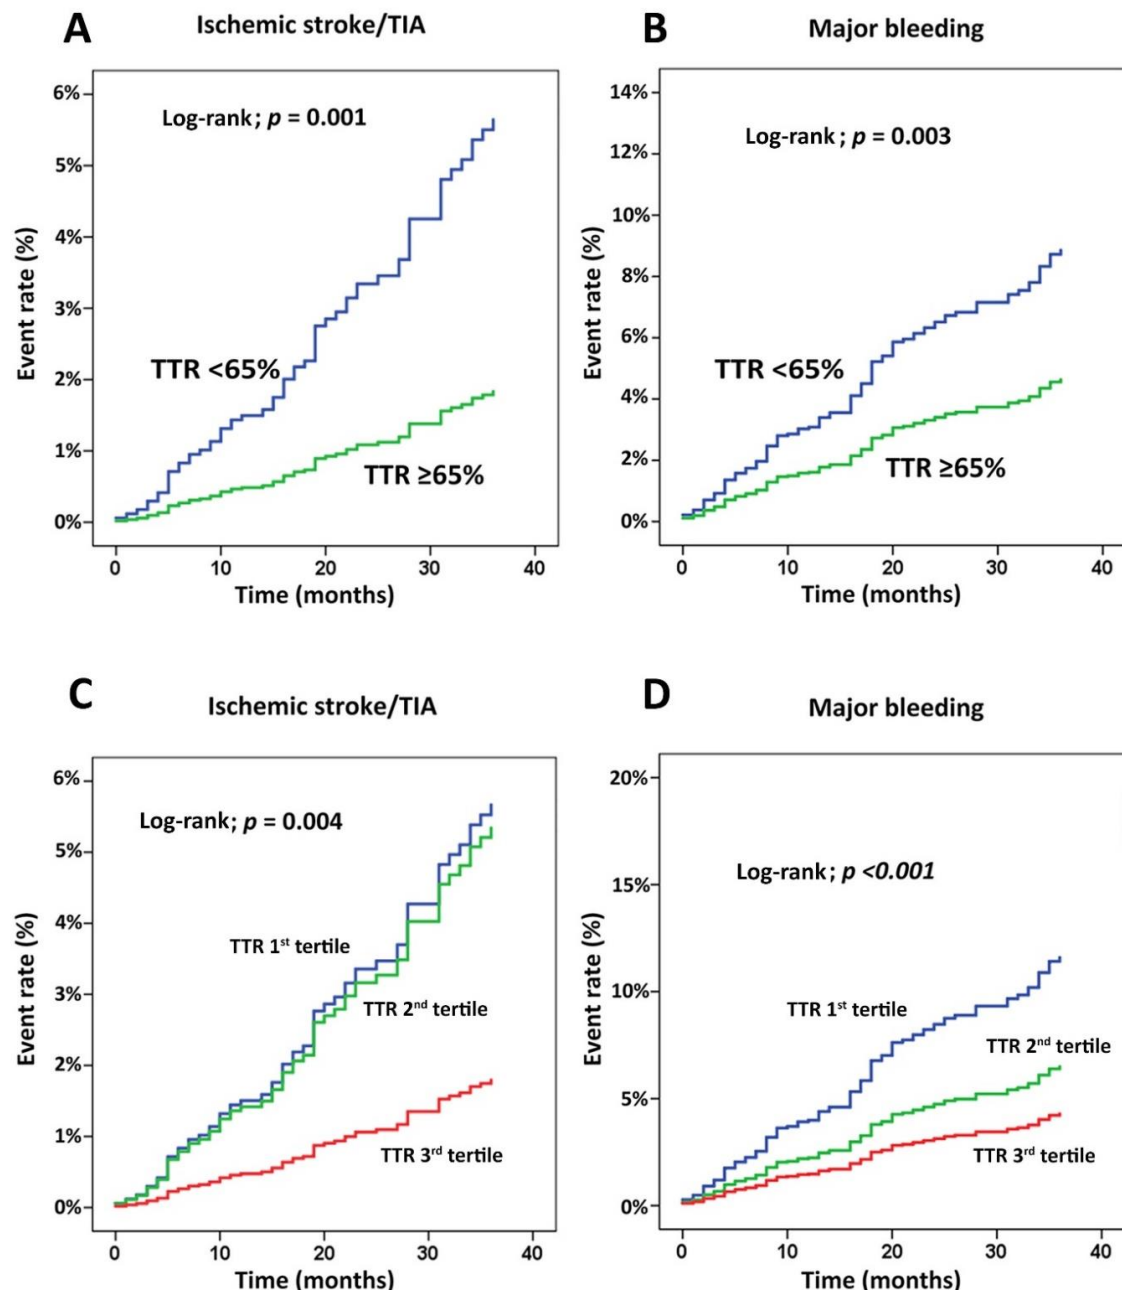 A
Ischemic stroke/TIA
6%
5%
4%
3%
2%
1%
0%
Event rate (%)
Log-rank; p = 0.001
TTR <65%
TTR ≥65%
0 10 20 30 40
Time (months)
B
Major bleeding
14%
12%
10%
8%
6%
4%
2%
0%
Event rate (%)
Log-rank; p = 0.003
TTR <65%
TTR ≥65%
0 10 20 30 40
Time (months)
C
Ischemic stroke/TIA
6%
5%
4%
3%
2%
1%
0%
Event rate (%)
Log-rank; p = 0.004
TTR 1st tertile
TTR 2nd tertile
TTR 3rd tertile
0 10 20 30 40
Time (months)
D
Major bleeding
20%
15%
10%
5%
0%
Event rate (%)
Log-rank; p <0.001
TTR 1st tertile
TTR 2nd tertile
TTR 3rd tertile
0 10 20 30 40
Time (months)